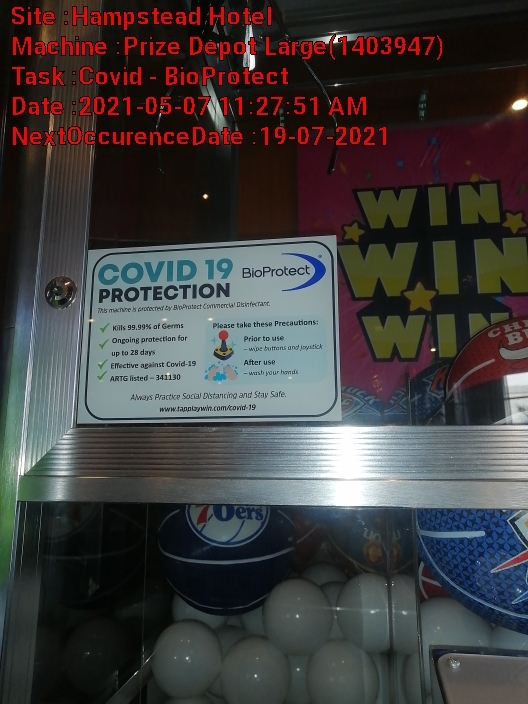 Site :Hampstead Hotel
Machine :Prize Depot Large(1403947)
Task :Covid - BioProtect
Date :2021-05-07 11:27:51 AM
NextOccurenceDate :19-07-2021
WIN
WIN
WIN
COVID 19
PROTECTION
BioProtect
This machine is protected by BioProtect Commercial Disinfectant.
Kills 99.99% of Germs
Ongoing protection for
up to 28 days
Effective against Covid-19
ARTG listed – 341130
Please take these Precautions:
Prior to use
– wipe buttons and joystick
After use
– wash your hands
Always Practice Social Distancing and Stay Safe.
www.tapplaywin.com/covid-19
76ers